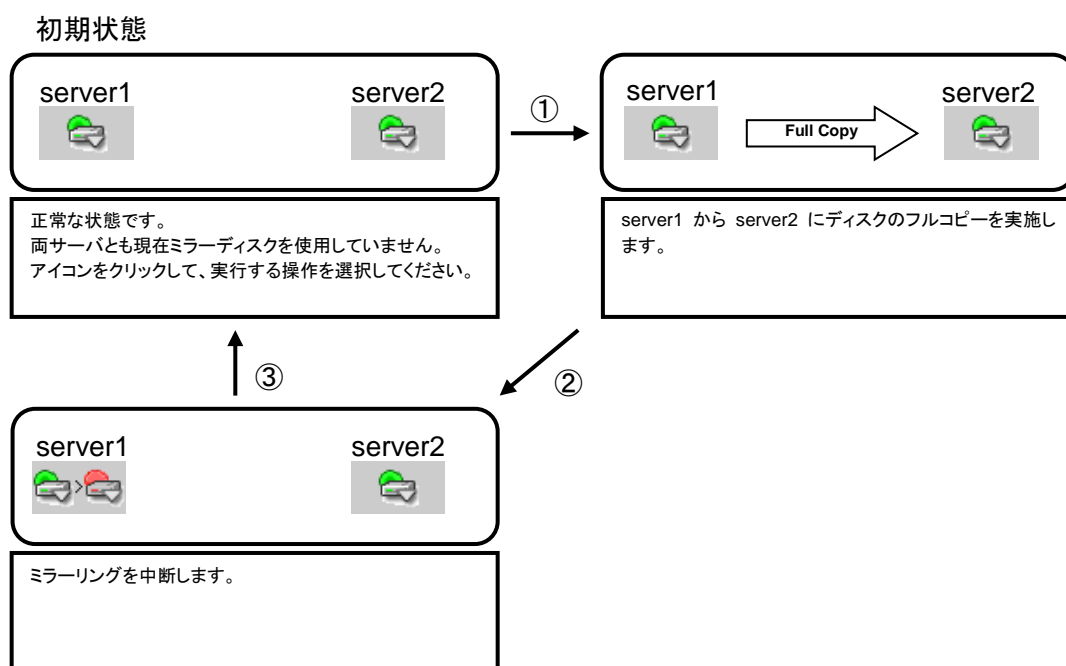 初期状態
server1
server2
①
server1
Full Copy
server2
正常な状態です。
両サーバとも現在ミラーディスクを使用していません。
アイコンをクリックして、実行する操作を選択してください。
server1 から server2 にディスクのフルコピーを実施し
ます。
②
③
server1
>
server2
ミラーリングを中断します。